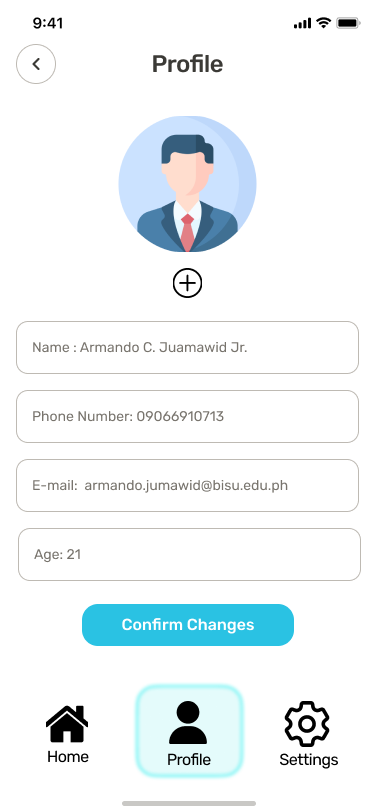 9:41
Profile
Name : Armando C. Juamawid Jr.
Phone Number: 09066910713
E-mail:  armando.jumawid@bisu.edu.ph
Age: 21
Confirm Changes
Home
Profile
Settings